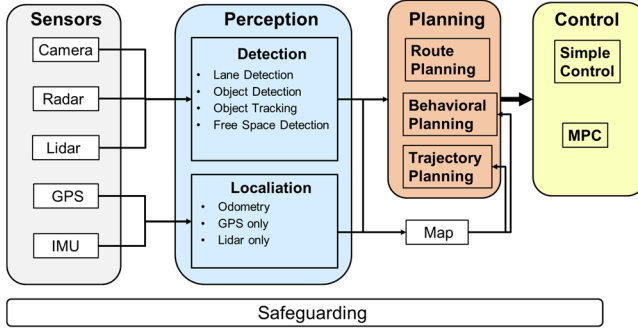 Sensors
Camera
Radar
Lidar
GPS
IMU
Perception
Detection
• Lane Detection
• Object Detection
• Object Tracking
• Free Space Detection
Localiation
• Odometry
• GPS only
• Lidar only
Planning
Route
Planning
Behavioral
Planning
Trajectory
Planning
Map
Control
Simple
Control
MPC
Safeguarding